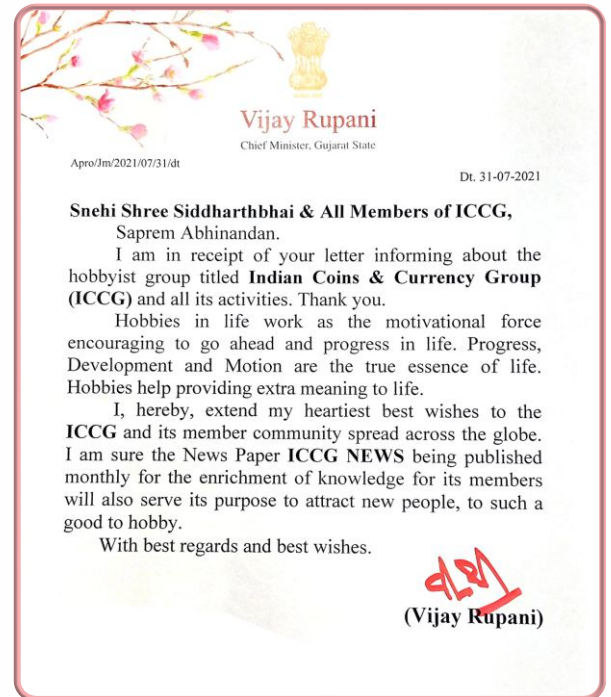 Vijay Rupani
Chief Minister, Gujarat State
Apro/Jm/2021/07/31/dt
Dt. 31-07-2021
Snehi Shree Siddharthbhai & All Members of ICCG,
Saprem Abhinandan.
I am in receipt of your letter informing about the
hobbyist group titled Indian Coins & Currency Group
(ICCG) and all its activities. Thank you.
Hobbies in life work as the motivational force
encouraging to go ahead and progress in life. Progress,
Development and Motion are the true essence of life.
Hobbies help providing extra meaning to life.
I, hereby, extend my heartiest best wishes to the
ICCG and its member community spread across the globe.
I am sure the News Paper ICCG NEWS being published
monthly for the enrichment of knowledge for its members
will also serve its purpose to attract new people, to such a
good to hobby.
With best regards and best wishes.
(Vijay Rupani)